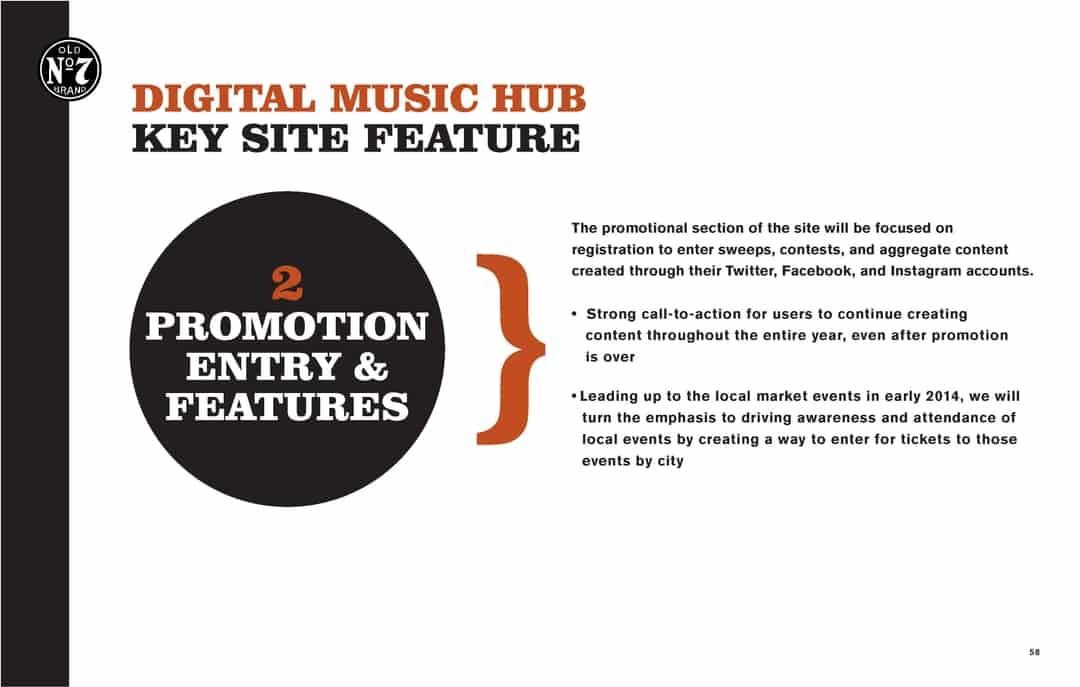 OLD
Nº7
BRAND
DIGITAL MUSIC HUB
KEY SITE FEATURE
2
PROMOTION
ENTRY &
FEATURES
The promotional section of the site will be focused on
registration to enter sweeps, contests, and aggregate content
created through their Twitter, Facebook, and Instagram accounts.
• Strong call-to-action for users to continue creating
content throughout the entire year, even after promotion
is over
• Leading up to the local market events in early 2014, we will
turn the emphasis to driving awareness and attendance of
local events by creating a way to enter for tickets to those
events by city
58